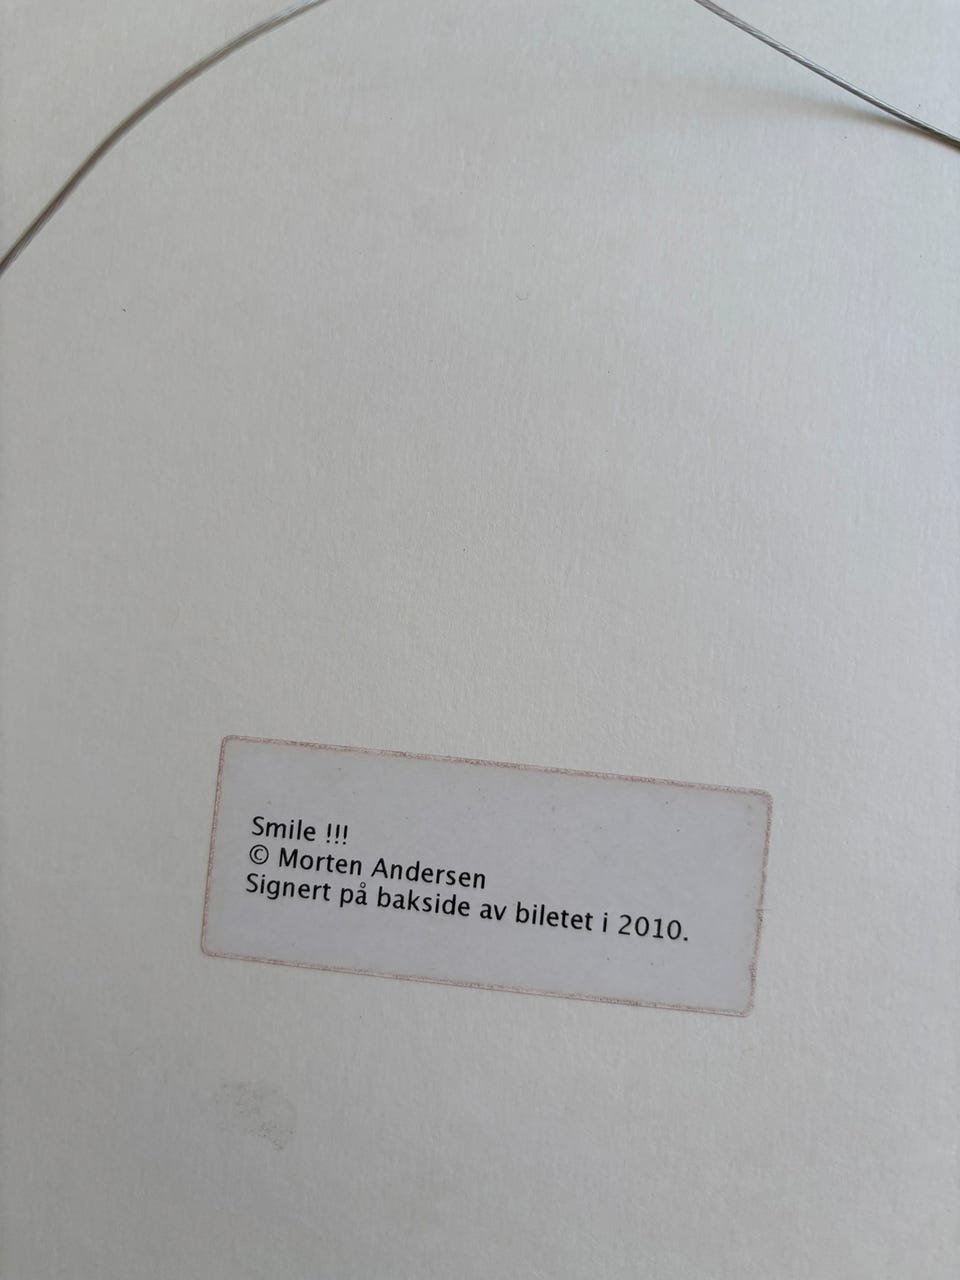 Smile !!!
© Morten Andersen
Signert på bakside av biletet i 2010.